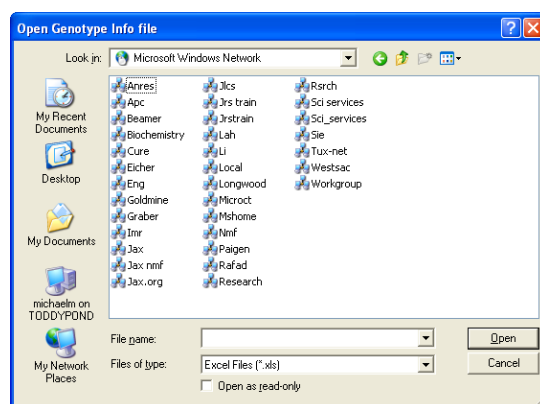 Open Genotype Info file
Look in:
Microsoft Windows Network
My Recent
Documents
Desktop
My Documents
michaelm on
TODDYPOND
My Network
Places
Anres
Apc
Beamer
Biochemistry
Cure
Eicher
Eng
Goldmine
Graber
Imr
Jax
Jax nmf
Jax.org
Jlcs
Jrs train
Jrstrain
Lah
Li
Local
Longwood
Microct
Mshome
Nmf
Paigen
Rafad
Research
Rsrch
Sci services
Sci_services
Sie
Tux-net
Westsac
Workgroup
File name:
Open
Files of type:
Excel Files (*.xls)
Cancel
Open as read-only